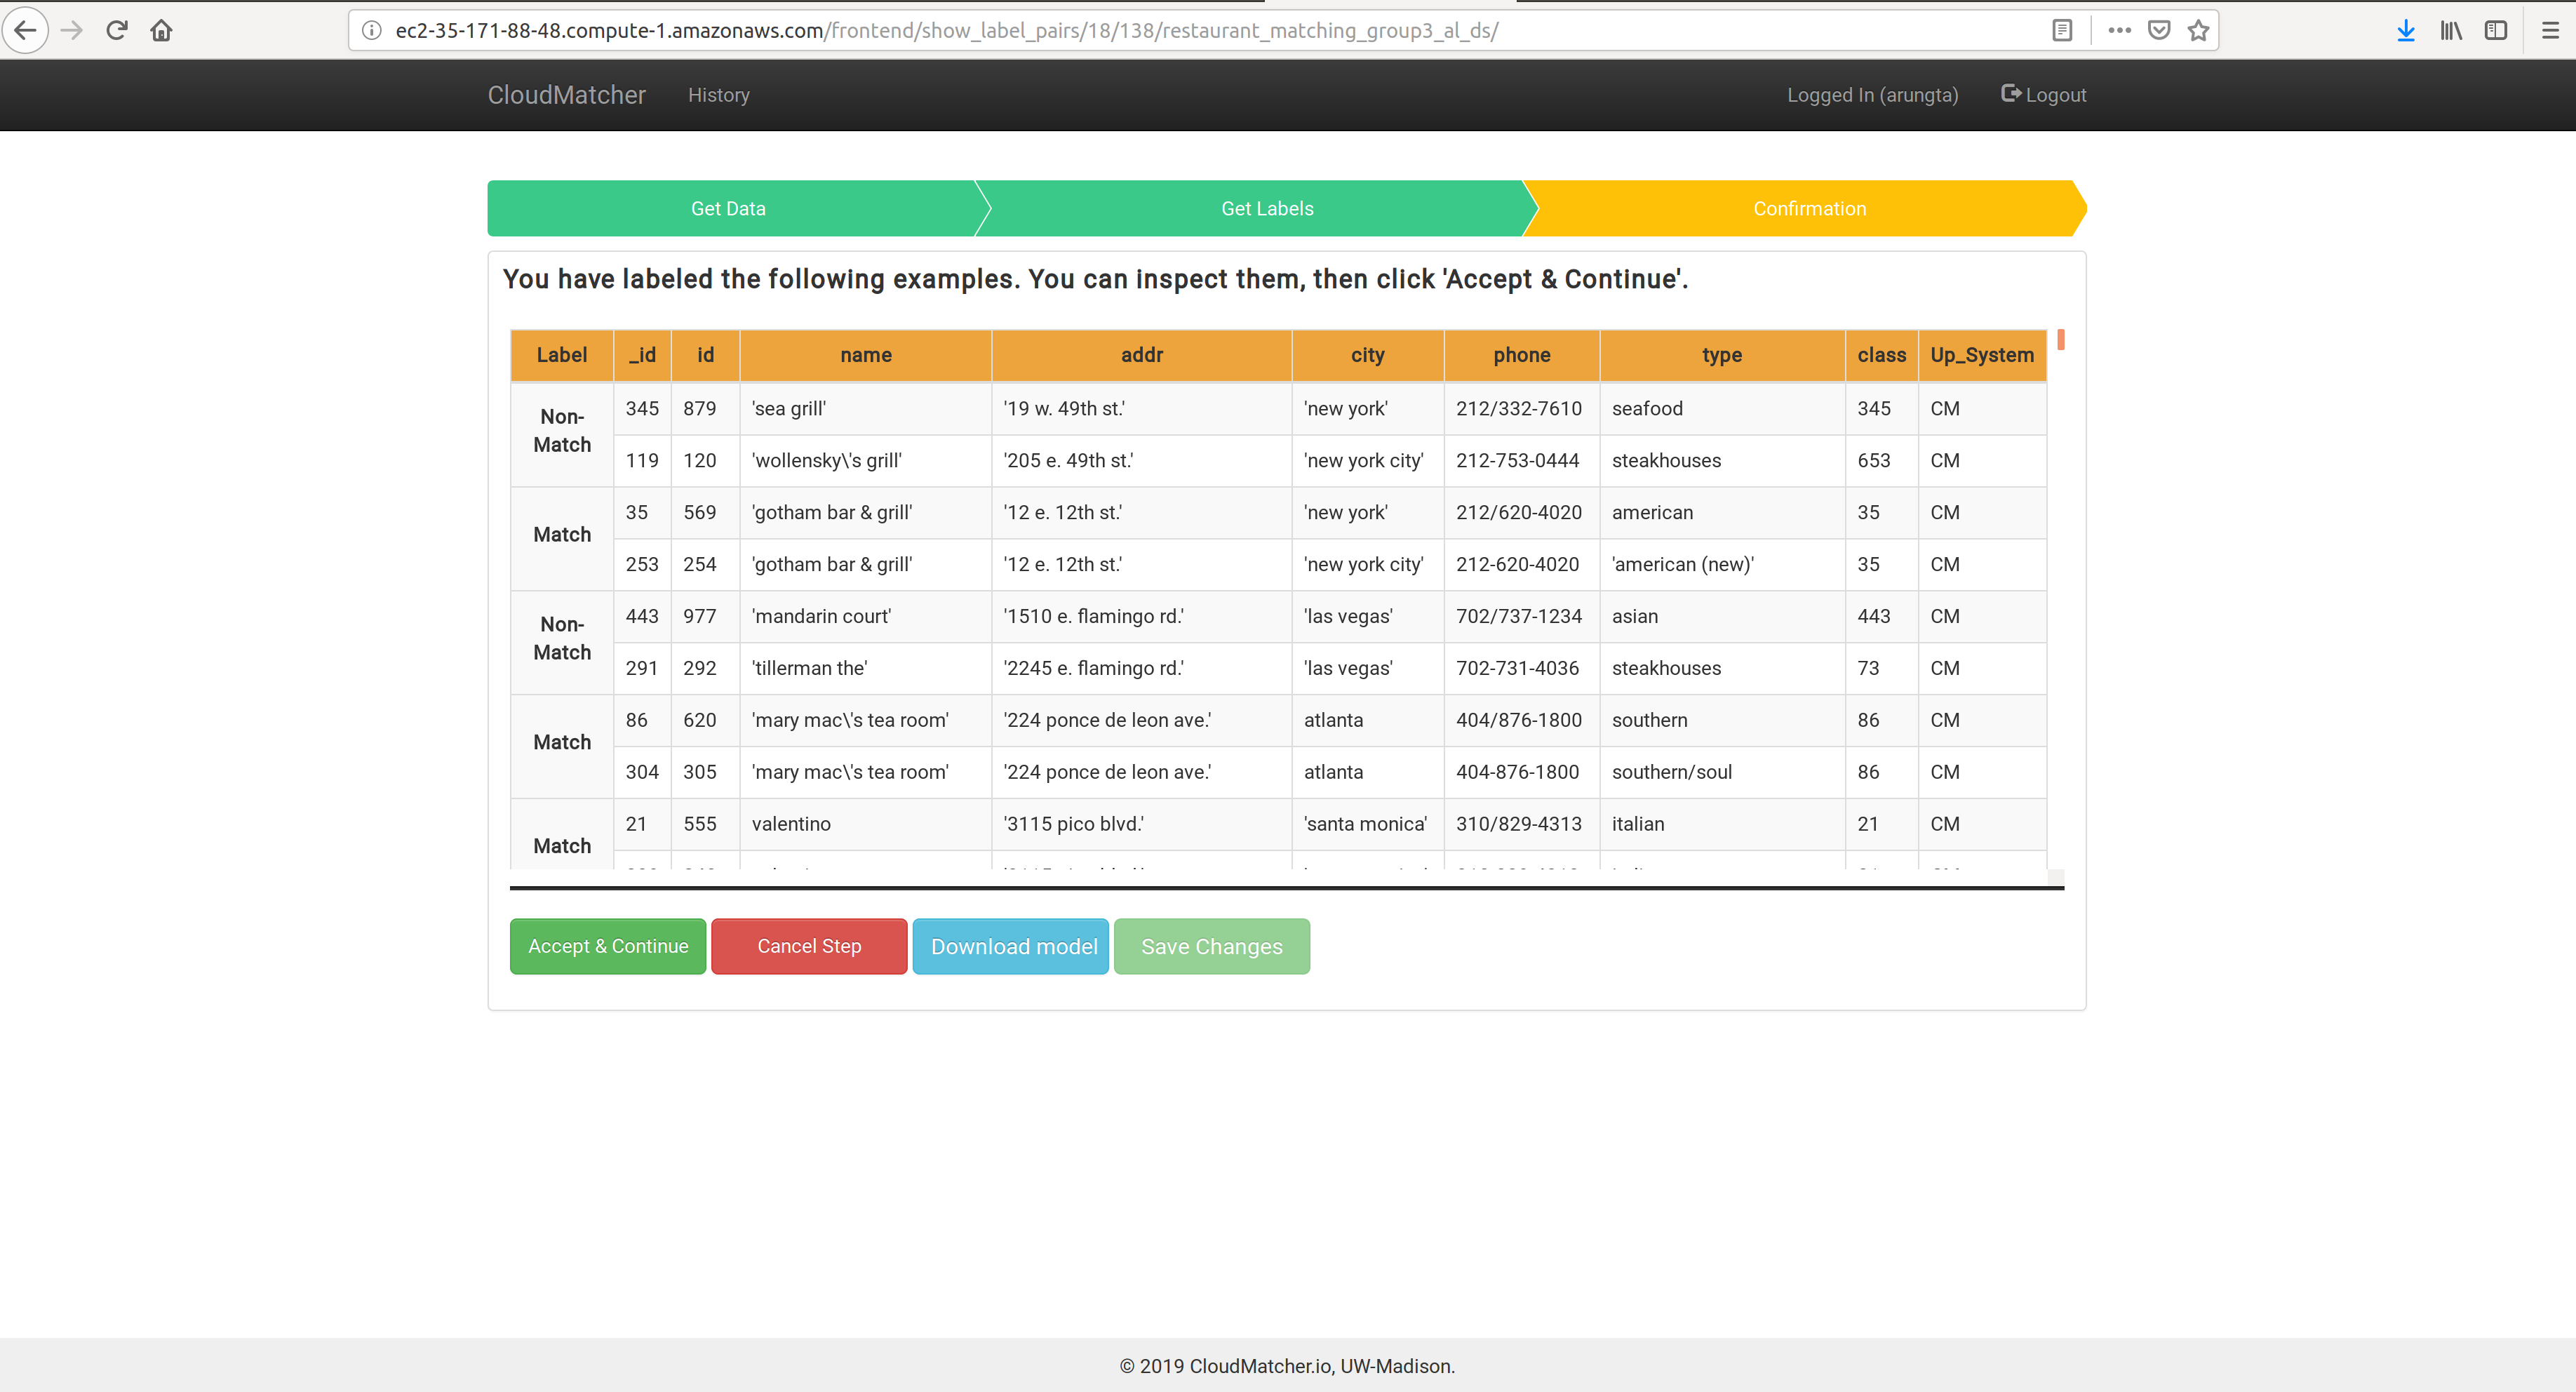 ec2-35-171-88-48.compute-1.amazonaws.com/frontend/show_label_pairs/18/138/restaurant_matching_group3_al_ds/
CloudMatcher History Logged In (arungta) Logout
Get Data Get Labels Confirmation
You have labeled the following examples. You can inspect them, then click 'Accept & Continue'.
Label _id id name addr city phone type class Up_System
Non-Match
345 879 'sea grill' '19 w. 49th st.' 'new york' 212/332-7610 seafood 345 CM
119 120 'wollensky\'s grill' '205 e. 49th st.' 'new york city' 212-753-0444 steakhouses 653 CM
Match
35 569 'gotham bar & grill' '12 e. 12th st.' 'new york' 212/620-4020 american 35 CM
253 254 'gotham bar & grill' '12 e. 12th st.' 'new york city' 212-620-4020 'american (new)' 35 CM
Non-Match
443 977 'mandarin court' '1510 e. flamingo rd.' 'las vegas' 702/737-1234 asian 443 CM
291 292 'tillerman the' '2245 e. flamingo rd.' 'las vegas' 702-731-4036 steakhouses 73 CM
Match
86 620 'mary mac\'s tea room' '224 ponce de leon ave.' atlanta 404/876-1800 southern 86 CM
304 305 'mary mac\'s tea room' '224 ponce de leon ave.' atlanta 404-876-1800 southern/soul 86 CM
Match
21 555 valentino '3115 pico blvd.' 'santa monica' 310/829-4313 italian 21 CM
Accept & Continue Cancel Step Download model Save Changes
© 2019 CloudMatcher.io, UW-Madison.